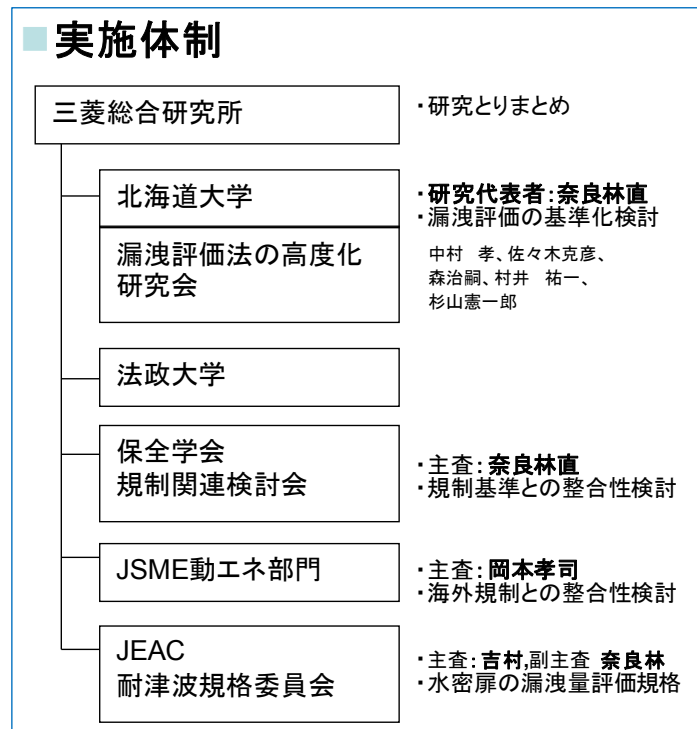 実施体制
三菱総合研究所
・研究とりまとめ
北海道大学
・研究代表者:奈良林直
・漏洩評価の基準化検討
漏洩評価法の高度化
研究会
中村 孝、佐々木克彦、
森治嗣、村井 祐一、
杉山憲一郎
法政大学
保全学会
規制関連検討会
・主査:奈良林直
・規制基準との整合性検討
JSME動エネ部門
・主査:岡本孝司
・海外規制との整合性検討
JEAC
耐津波規格委員会
・主査:吉村,副主査 奈良林
・水密扉の漏洩量評価規格